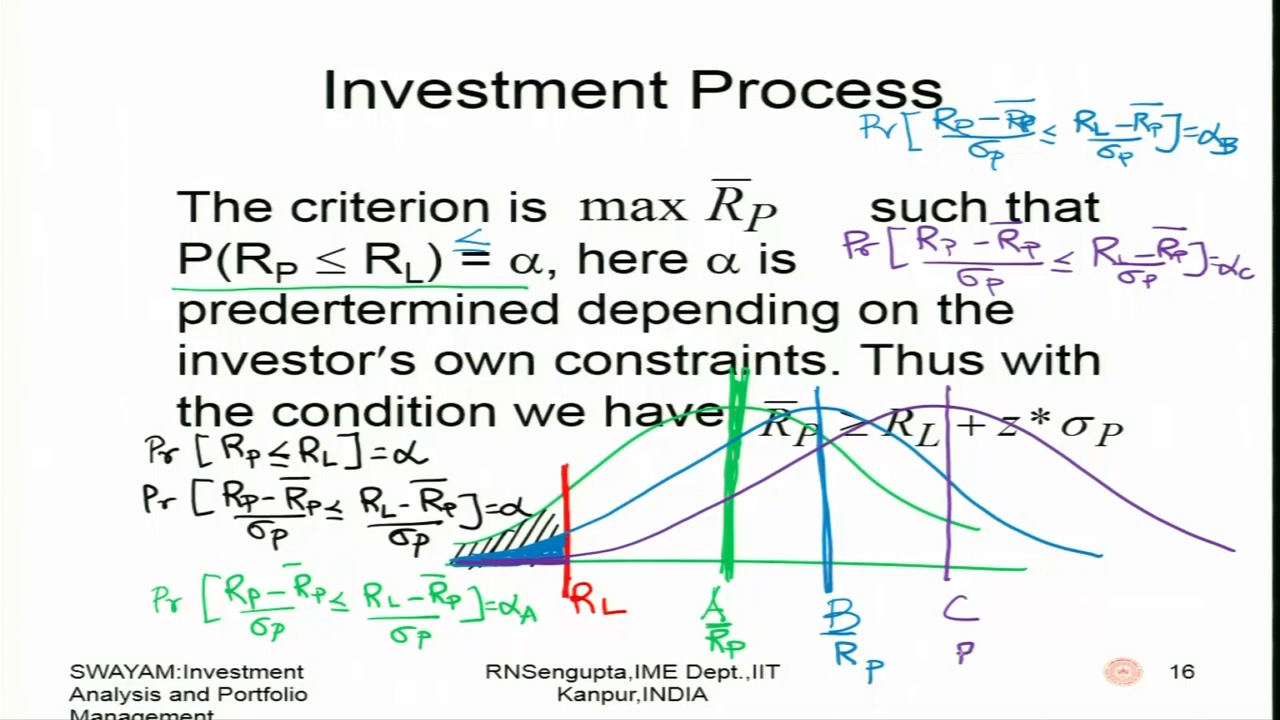 Investment Process
Pr[ (Rp − R̅p)/σp ≤ (RL − R̅p)/σp ] = αB
The criterion is max R̅P such that
P(RP ≤ RL) ≤ = α, here α is
Pr[ (Rp − R̅p)/σp ≤ (RL − R̅p)/σp ] = αC
predertermined depending on the
investor's own constraints. Thus with
the condition we have R̅P ≥ RL + z* σP
Pr [Rp ≤ RL] = α
Pr [ (Rp − R̅p)/σp ≤ (RL − R̅p)/σp ] = α
Pr [ (Rp − R̅p)/σp ≤ (RL − R̅p)/σp ] = αA
RL
A
R̅p
B
R̅p
C
P
SWAYAM:Investment
Analysis and Portfolio
Management
RNSengupta,IME Dept.,IIT
Kanpur,INDIA
16